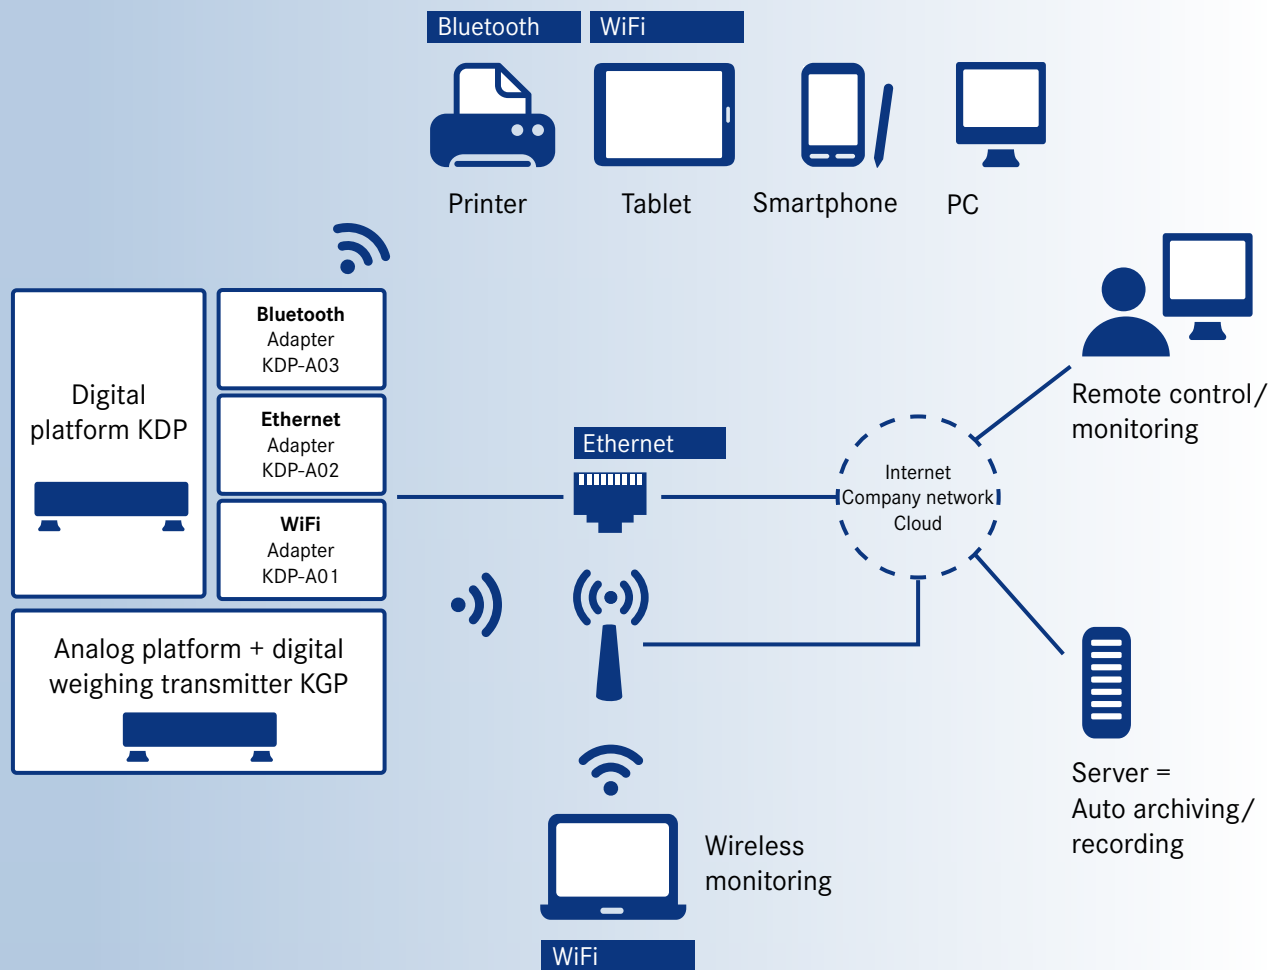 Bluetooth
WiFi
Printer
Tablet
Smartphone
PC
Digital
platform KDP
Bluetooth
Adapter
KDP-A03
Ethernet
Adapter
KDP-A02
WiFi
Adapter
KDP-A01
Analog platform + digital
weighing transmitter KGP
Ethernet
Internet
Company network
Cloud
Remote control/
monitoring
Server =
Auto archiving/
recording
Wireless
monitoring
WiFi